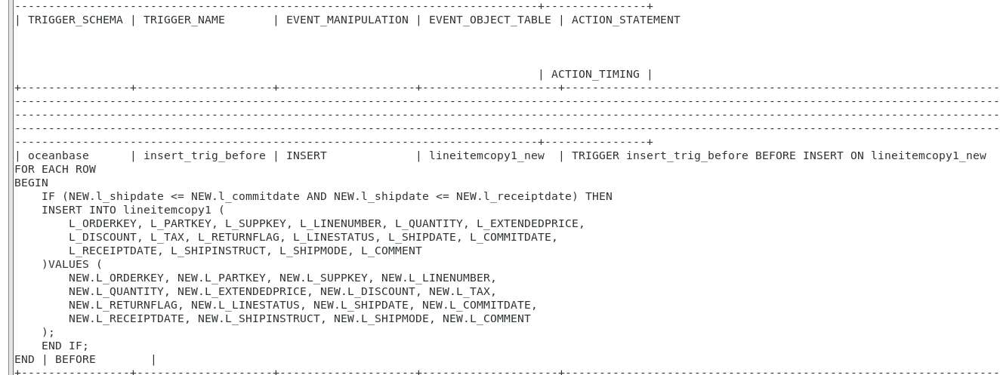 ------------------------------------------------------------------------------+---------------+
| TRIGGER_SCHEMA | TRIGGER_NAME       | EVENT_MANIPULATION | EVENT_OBJECT_TABLE | ACTION_STATEMENT
| ACTION_TIMING |
+----------------+--------------------+--------------------+--------------------+----------------------------------------------------------------
-------------------------------------------------------------------------------------------------------------------------------------------------
-------------------------------------------------------------------------------------------------------------------------------------------------
-------------------------------------------------------------------------------------------------------------------------------------------------
-----------------------------------------------------------------------------+---------------+
| oceanbase      | insert_trig_before | INSERT             | lineitemcopy1_new  | TRIGGER insert_trig_before BEFORE INSERT ON lineitemcopy1_new
FOR EACH ROW
BEGIN
    IF (NEW.l_shipdate <= NEW.l_commitdate AND NEW.l_shipdate <= NEW.l_receiptdate) THEN
    INSERT INTO lineitemcopy1 (
        L_ORDERKEY, L_PARTKEY, L_SUPPKEY, L_LINENUMBER, L_QUANTITY, L_EXTENDEDPRICE,
        L_DISCOUNT, L_TAX, L_RETURNFLAG, L_LINESTATUS, L_SHIPDATE, L_COMMITDATE,
        L_RECEIPTDATE, L_SHIPINSTRUCT, L_SHIPMODE, L_COMMENT
    )VALUES (
        NEW.L_ORDERKEY, NEW.L_PARTKEY, NEW.L_SUPPKEY, NEW.L_LINENUMBER,
        NEW.L_QUANTITY, NEW.L_EXTENDEDPRICE, NEW.L_DISCOUNT, NEW.L_TAX,
        NEW.L_RETURNFLAG, NEW.L_LINESTATUS, NEW.L_SHIPDATE, NEW.L_COMMITDATE,
        NEW.L_RECEIPTDATE, NEW.L_SHIPINSTRUCT, NEW.L_SHIPMODE, NEW.L_COMMENT
    );
    END IF;
END | BEFORE        |
+----------------+--------------------+--------------------+--------------------+----------------------------------------------------------------